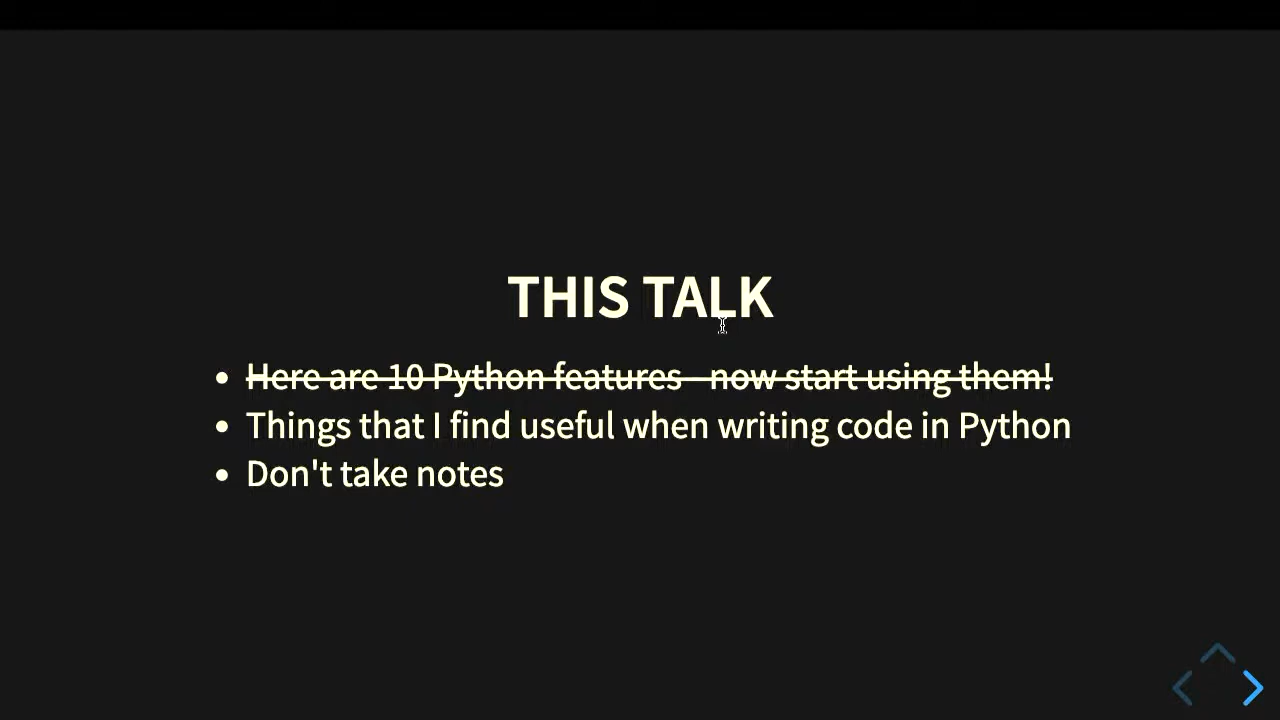 THIS TALK
• Here are 10 Python features - now start using them!
• Things that I find useful when writing code in Python
• Don't take notes